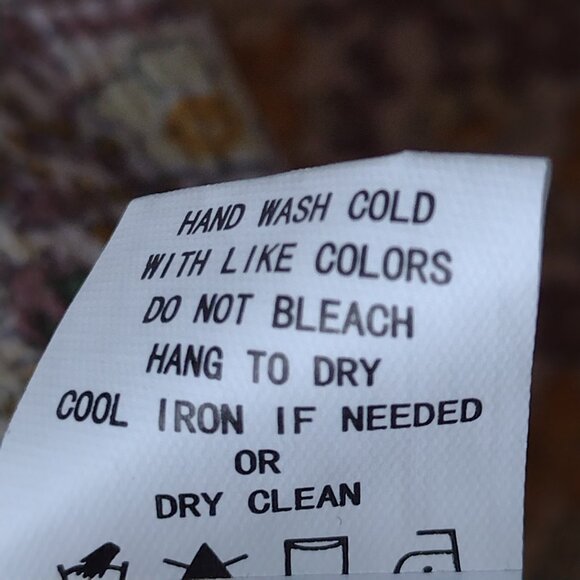 HAND WASH COLD
WITH LIKE COLORS
DO NOT BLEACH
HANG TO DRY
COOL IRON IF NEEDED
OR
DRY CLEAN